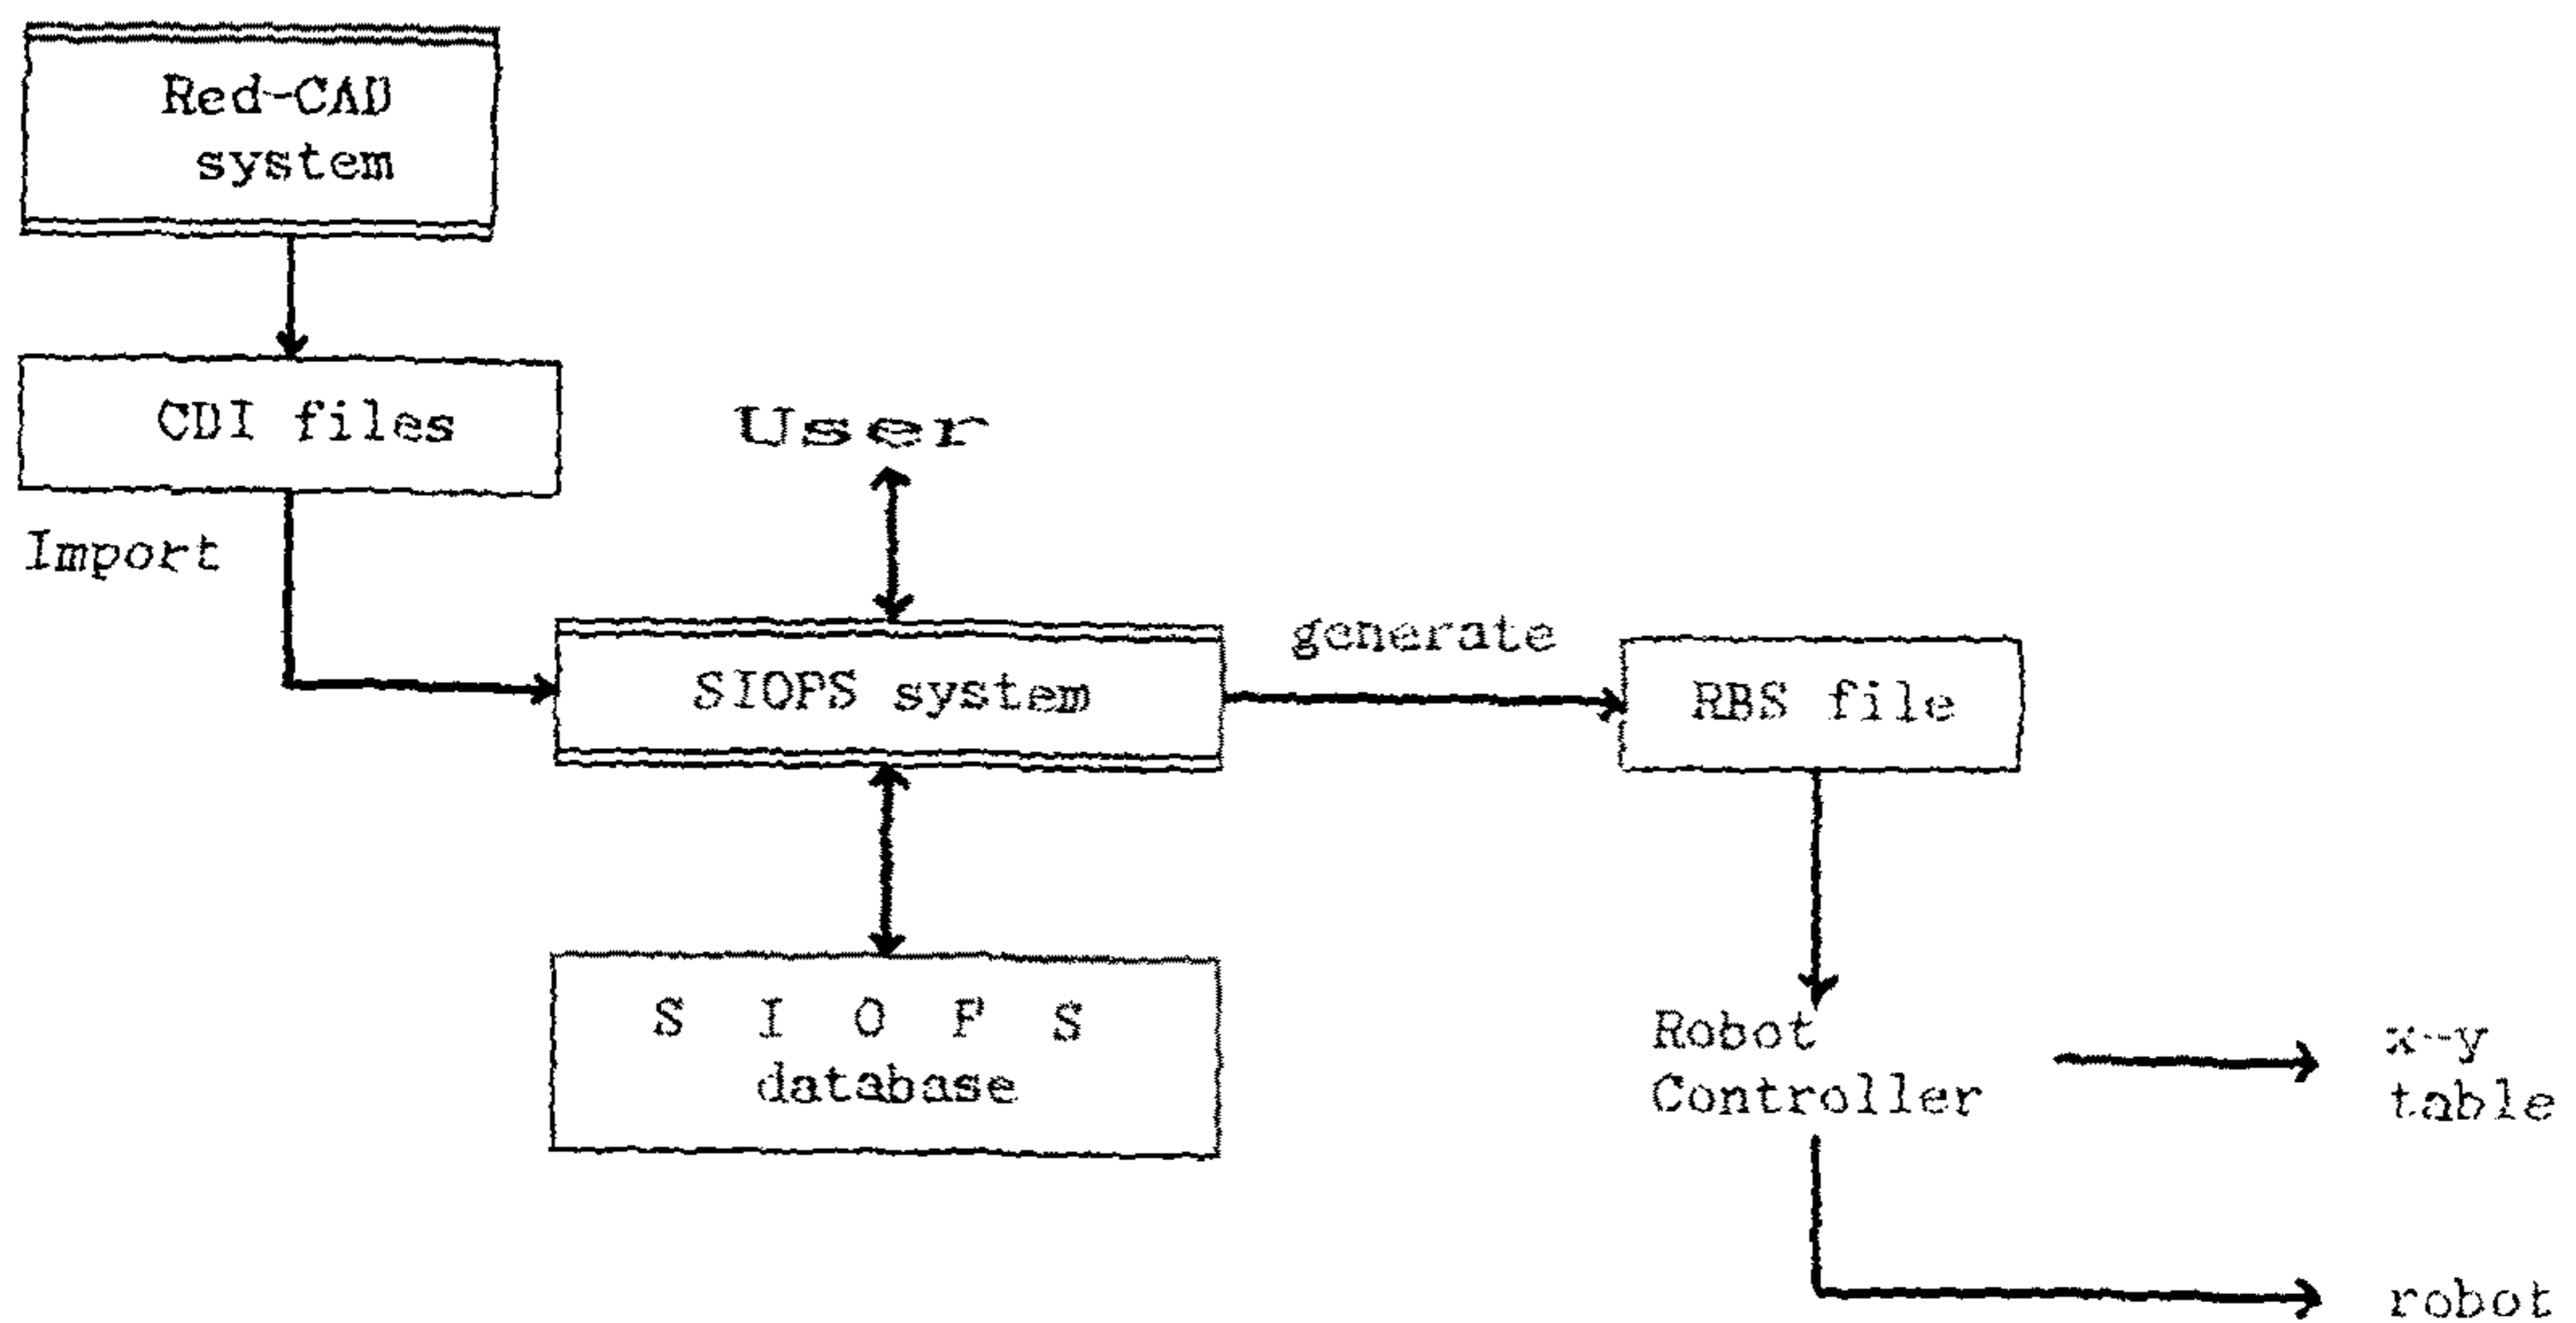 Red-CAD
system
CDI files
Import
User
SIOPS system
generate
RBS file
S I O P S
database
Robot
Controller
x-y
table
robot